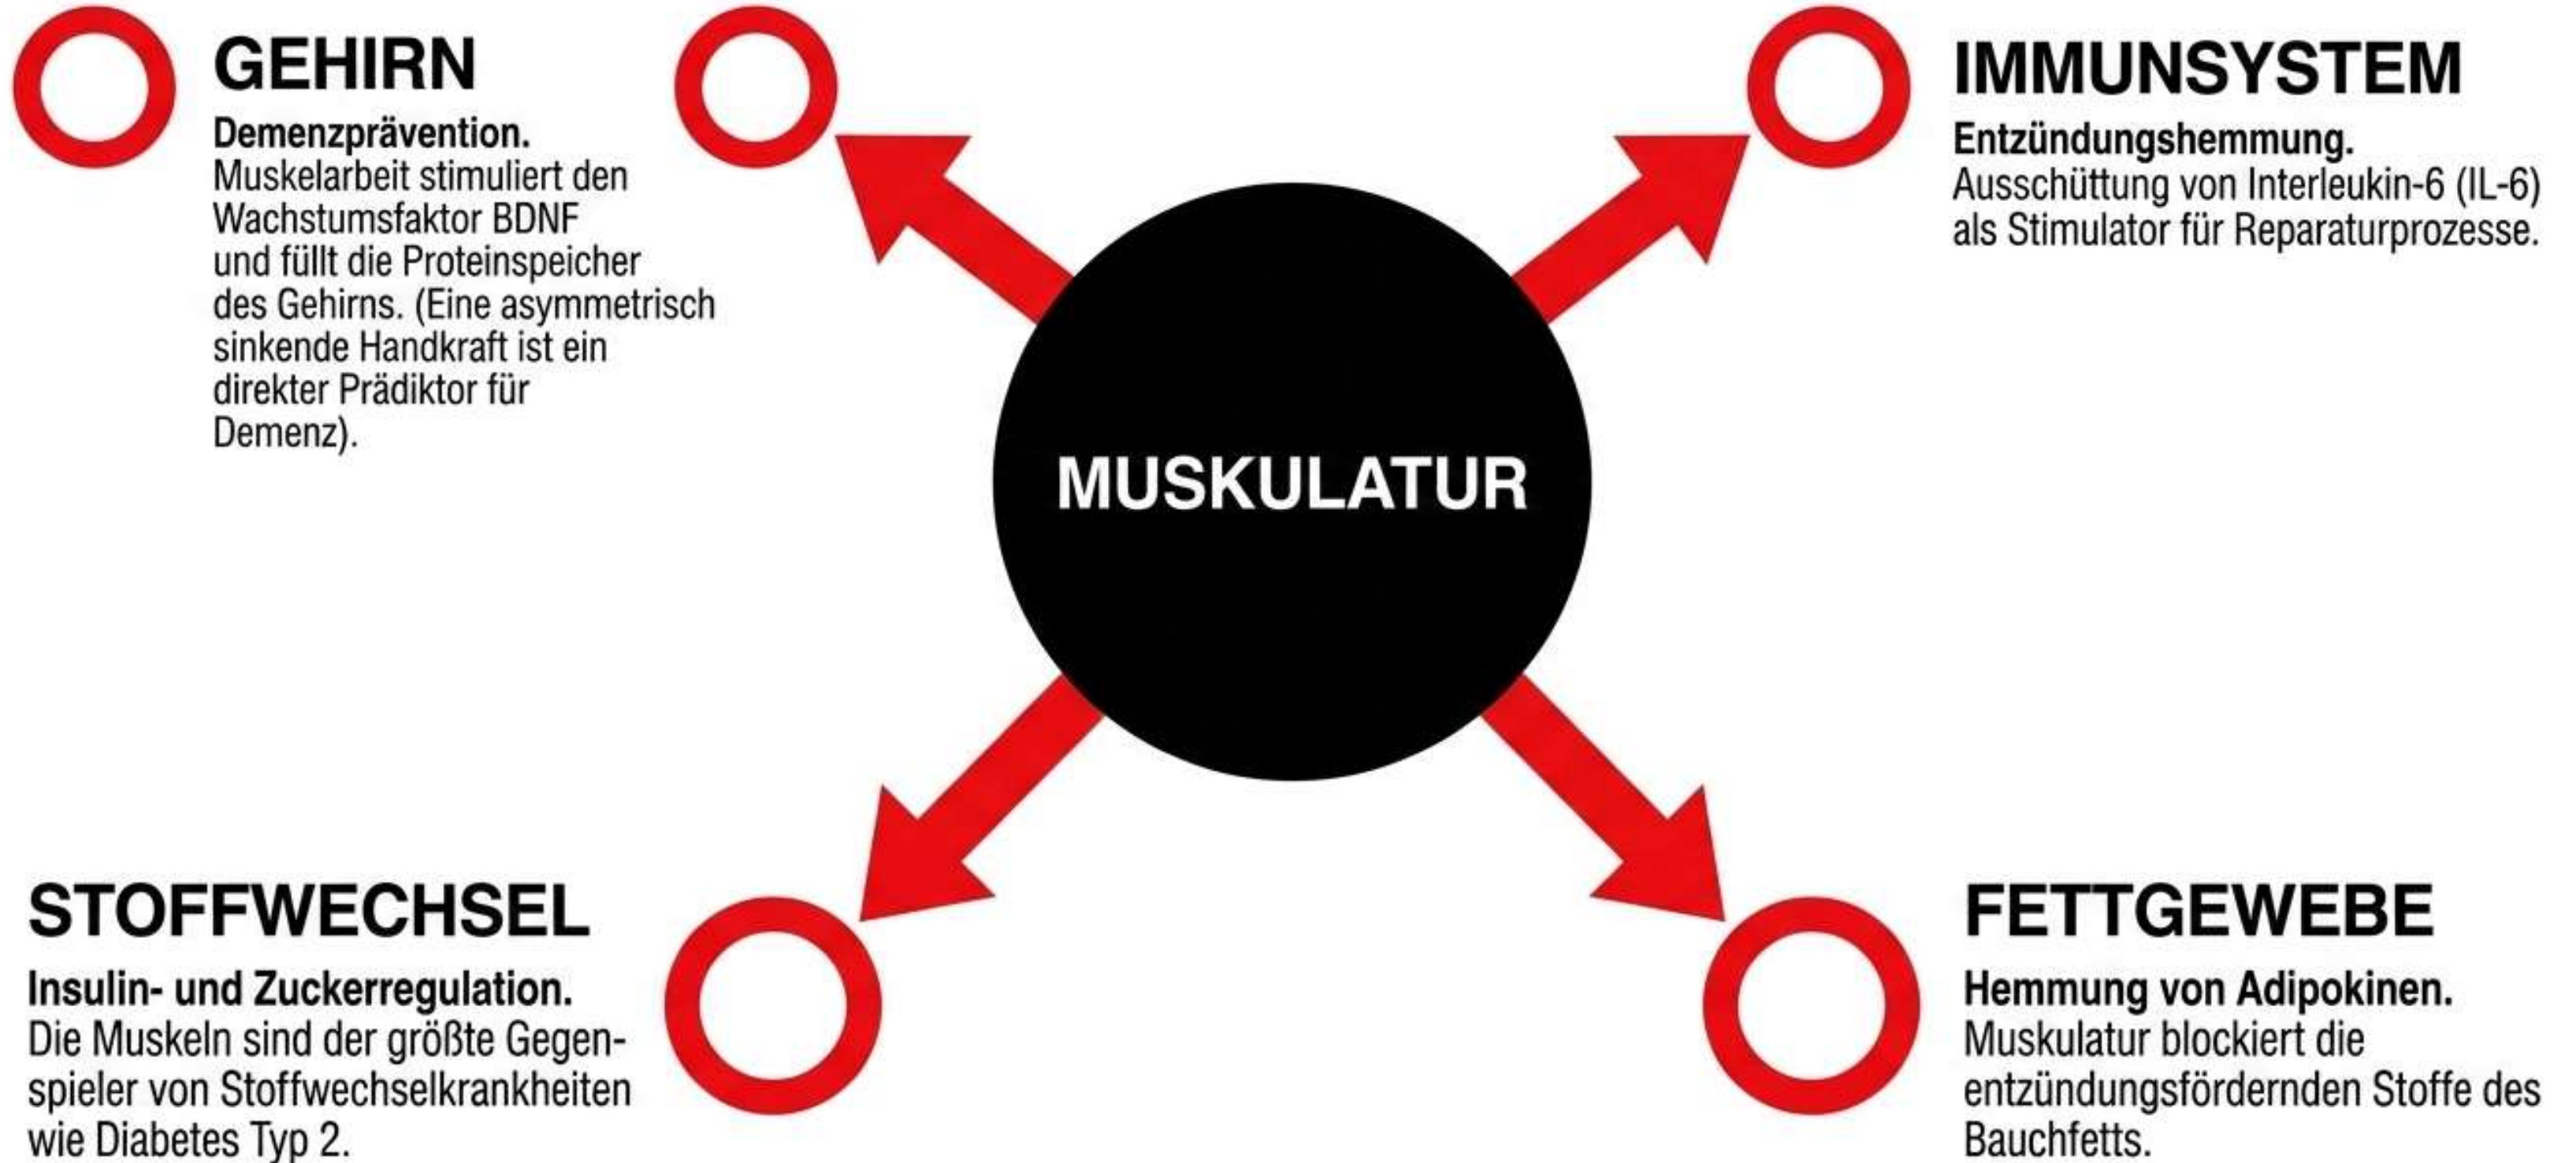 GEHIRN
Demenzprävention.
Muskelarbeit stimuliert den
Wachstumsfaktor BDNF
und füllt die Proteinspeicher
des Gehirns. (Eine asymmetrisch
sinkende Handkraft ist ein
direkter Prädiktor für
Demenz).
IMMUNSYSTEM
Entzündungshemmung.
Ausschüttung von Interleukin-6 (IL-6)
als Stimulator für Reparaturprozesse.
MUSKULATUR
STOFFWECHSEL
Insulin- und Zuckerregulation.
Die Muskeln sind der größte Gegen-
spieler von Stoffwechselkrankheiten
wie Diabetes Typ 2.
FETTGEWEBE
Hemmung von Adipokinen.
Muskulatur blockiert die
entzündungsfördernden Stoffe des
Bauchfetts.